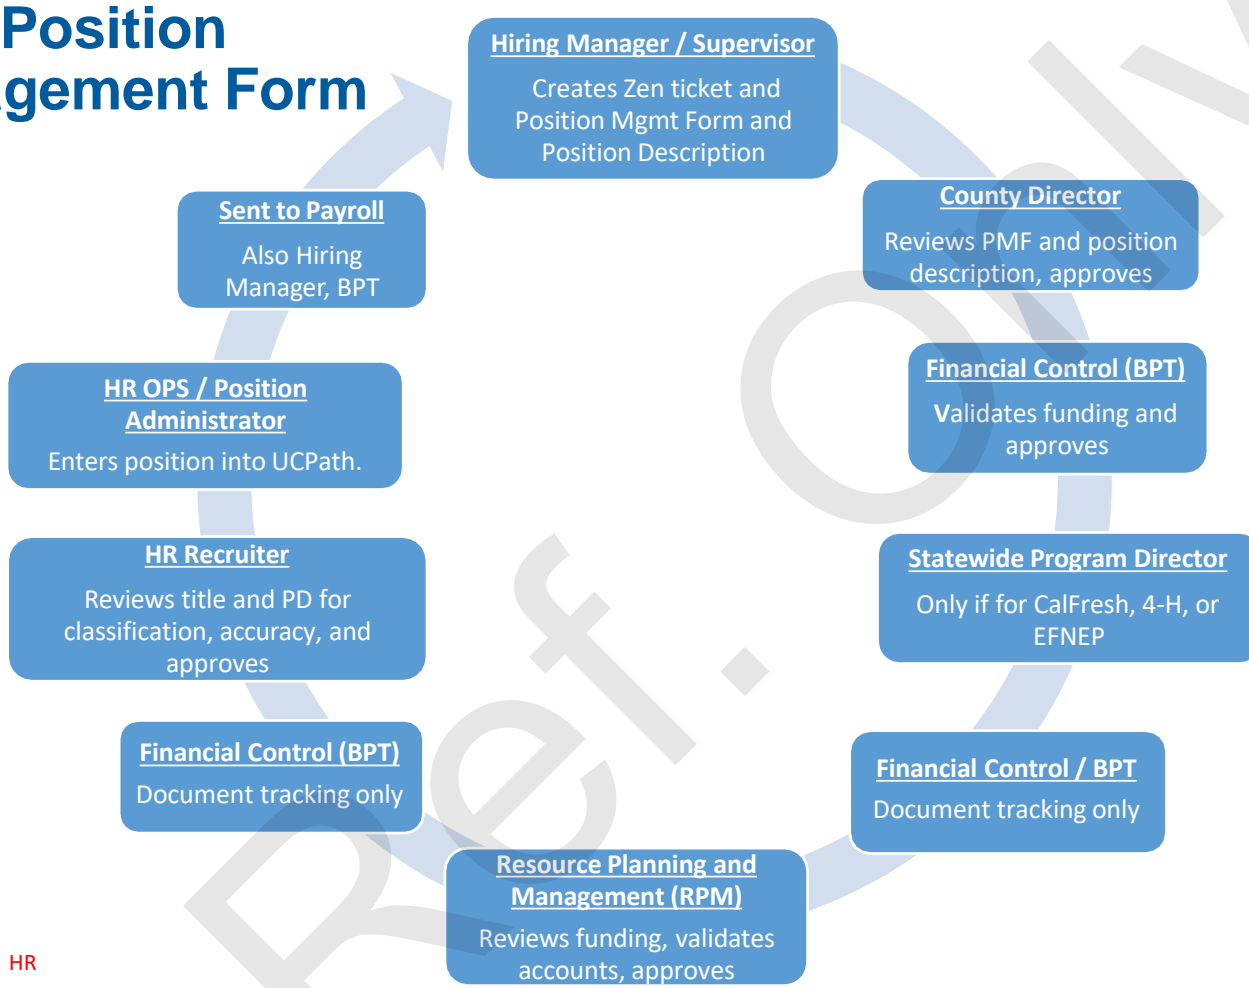 Position
agement Form
Hiring Manager / Supervisor
Creates Zen ticket and
Position Mgmt Form and
Position Description
County Director
Reviews PMF and position
description, approves
Financial Control (BPT)
Validates funding and
approves
Statewide Program Director
Only if for CalFresh, 4-H, or
EFNEP
Financial Control / BPT
Document tracking only
Resource Planning and
Management (RPM)
Reviews funding, validates
accounts, approves
Financial Control (BPT)
Document tracking only
HR Recruiter
Reviews title and PD for
classification, accuracy, and
approves
HR OPS / Position
Administrator
Enters position into UCPath.
Sent to Payroll
Also Hiring
Manager, BPT
HR
Ref. Only